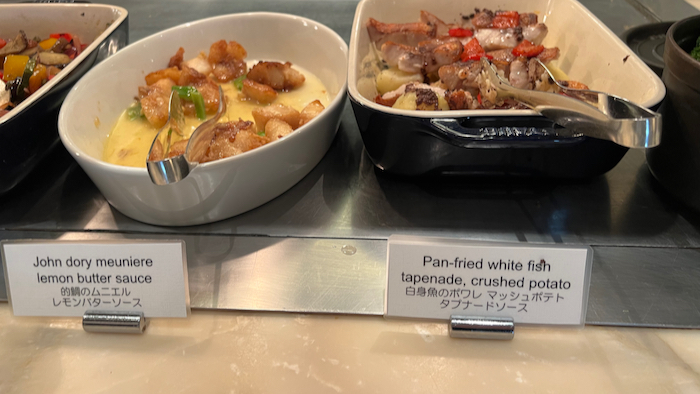 John dory meuniere
lemon butter sauce
的鯛のムニエル
レモンバターソース
Pan-fried white fish
tapenade, crushed potato
白身魚のポワレ マッシュポテト
タプナードソース